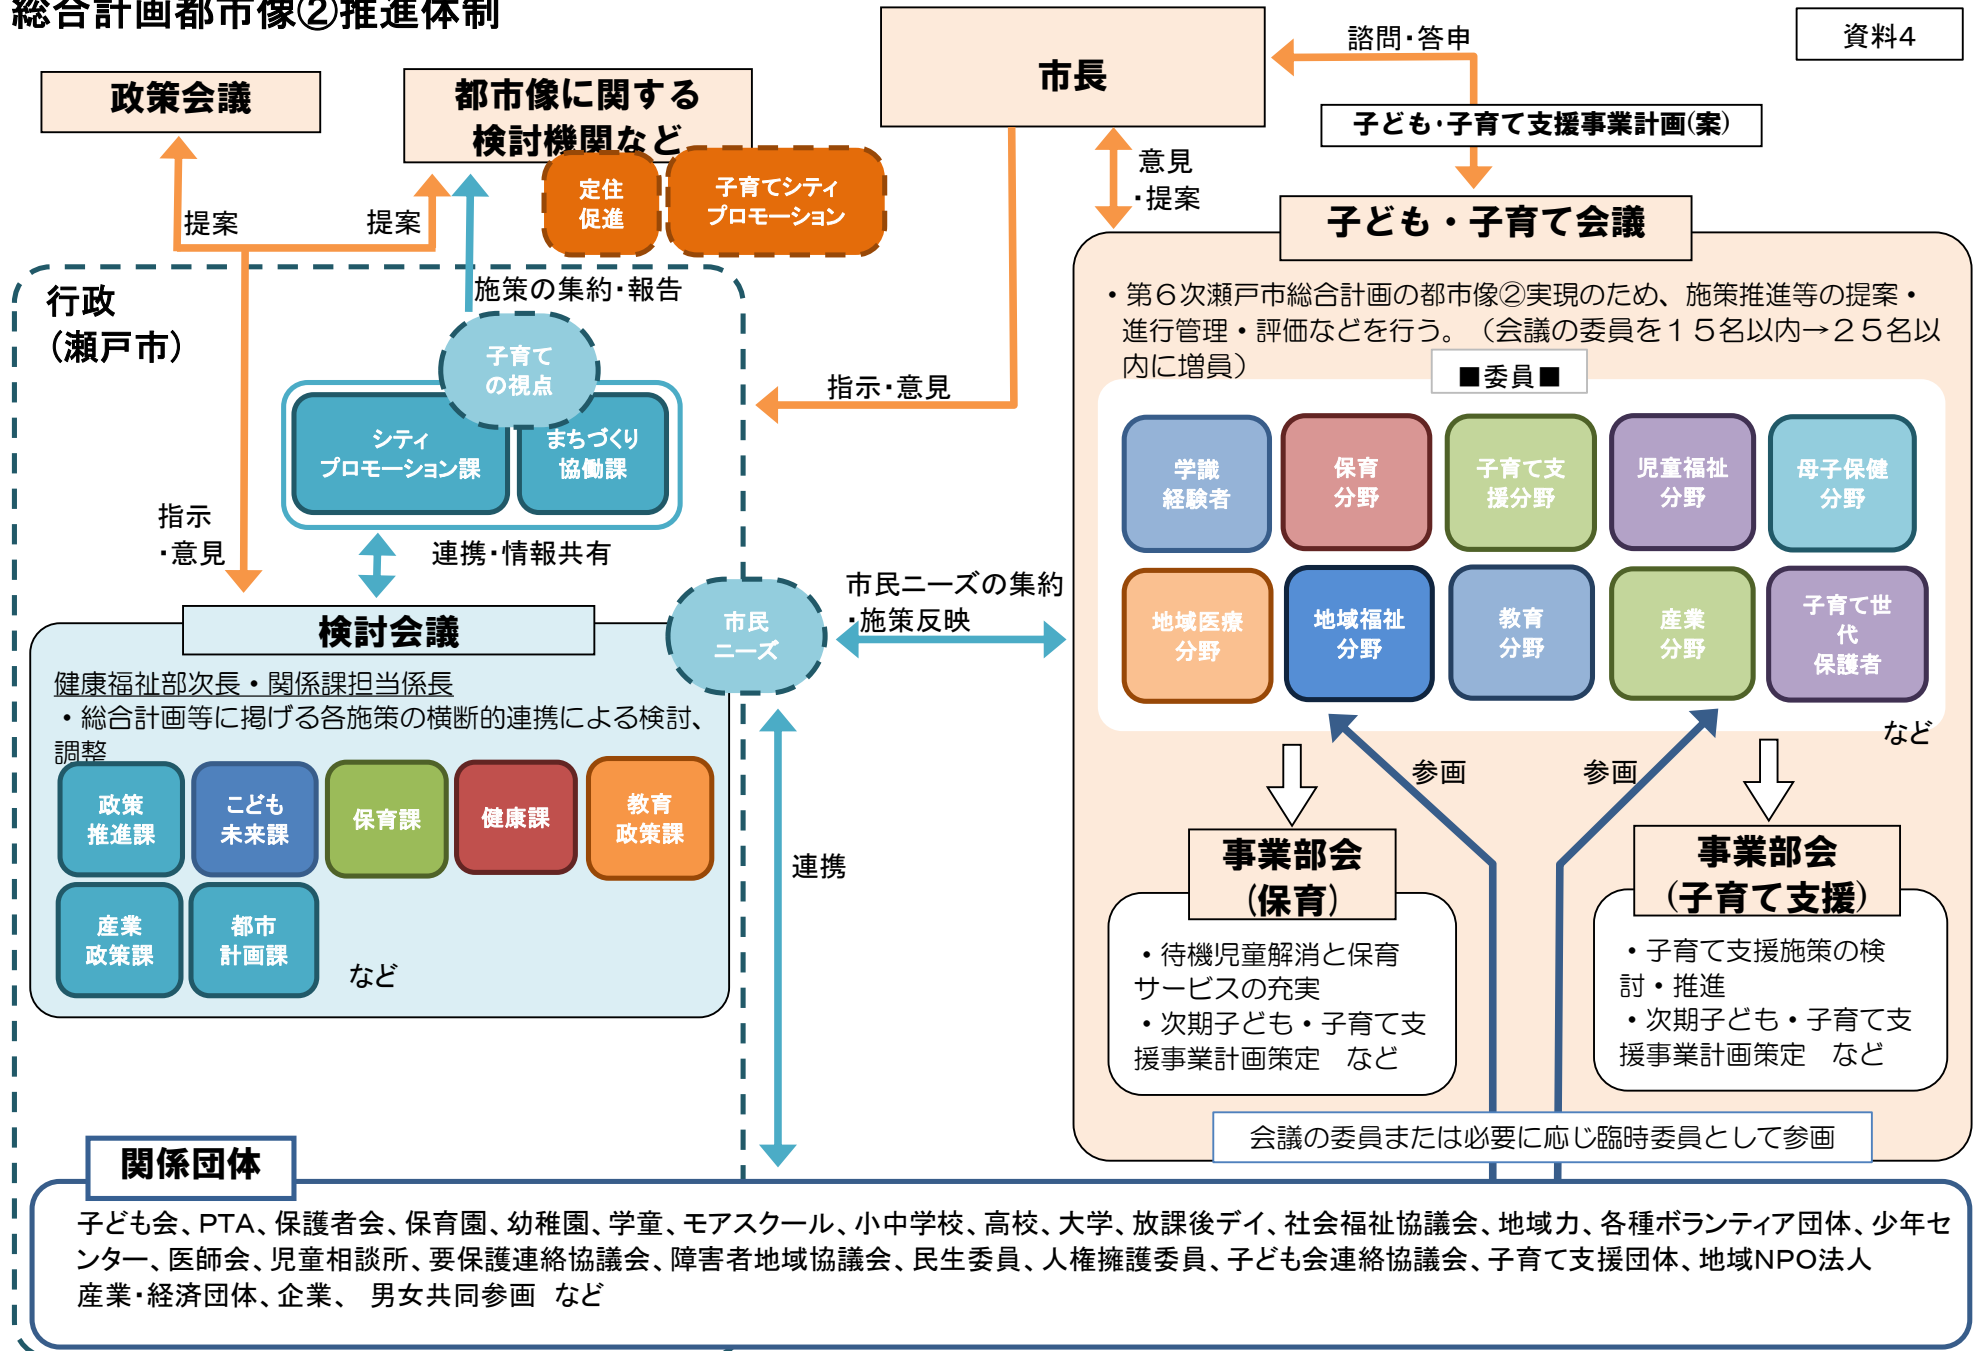 総合計画都市像②推進体制
資料4
政策会議
都市像に関する
検討機関など
定住
促進
子育てシティ
プロモーション
市長
諮問・答申
子ども・子育て支援事業計画(案)
意見
・提案
提案
提案
施策の集約・報告
行政
(瀬戸市)
子育て
の視点
シティ
プロモーション課
まちづくり
協働課
指示・意見
指示
・意見
連携・情報共有
検討会議
健康福祉部次長・関係課担当係長
・総合計画等に掲げる各施策の横断的連携による検討、
調整
政策
推進課
こども
未来課
保育課
健康課
教育
政策課
産業
政策課
都市
計画課
など
市民
ニーズ
市民ニーズの集約
・施策反映
連携
子ども・子育て会議
・第6次瀬戸市総合計画の都市像②実現のため、施策推進等の提案・
進行管理・評価などを行う。（会議の委員を15名以内→25名以
内に増員）
■委員■
学識
経験者
保育
分野
子育て支
援分野
児童福祉
分野
母子保健
分野
地域医療
分野
地域福祉
分野
教育
分野
産業
分野
子育て世
代
保護者
など
参画
参画
事業部会
(保育)
・待機児童解消と保育
サービスの充実
・次期子ども・子育て支
援事業計画策定　など
事業部会
(子育て支援)
・子育て支援施策の検
討・推進
・次期子ども・子育て支
援事業計画策定　など
会議の委員または必要に応じ臨時委員として参画
関係団体
子ども会、PTA、保護者会、保育園、幼稚園、学童、モアスクール、小中学校、高校、大学、放課後デイ、社会福祉協議会、地域力、各種ボランティア団体、少年セ
ンター、医師会、児童相談所、要保護連絡協議会、障害者地域協議会、民生委員、人権擁護委員、子ども会連絡協議会、子育て支援団体、地域NPO法人
産業・経済団体、企業、 男女共同参画 など